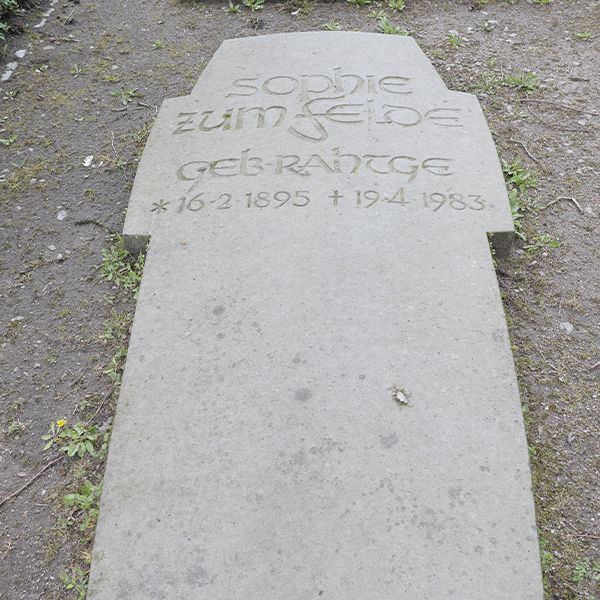 Sophie
zum Felde
geb·Rahtge
*16·2 1895 †19·4 1983·